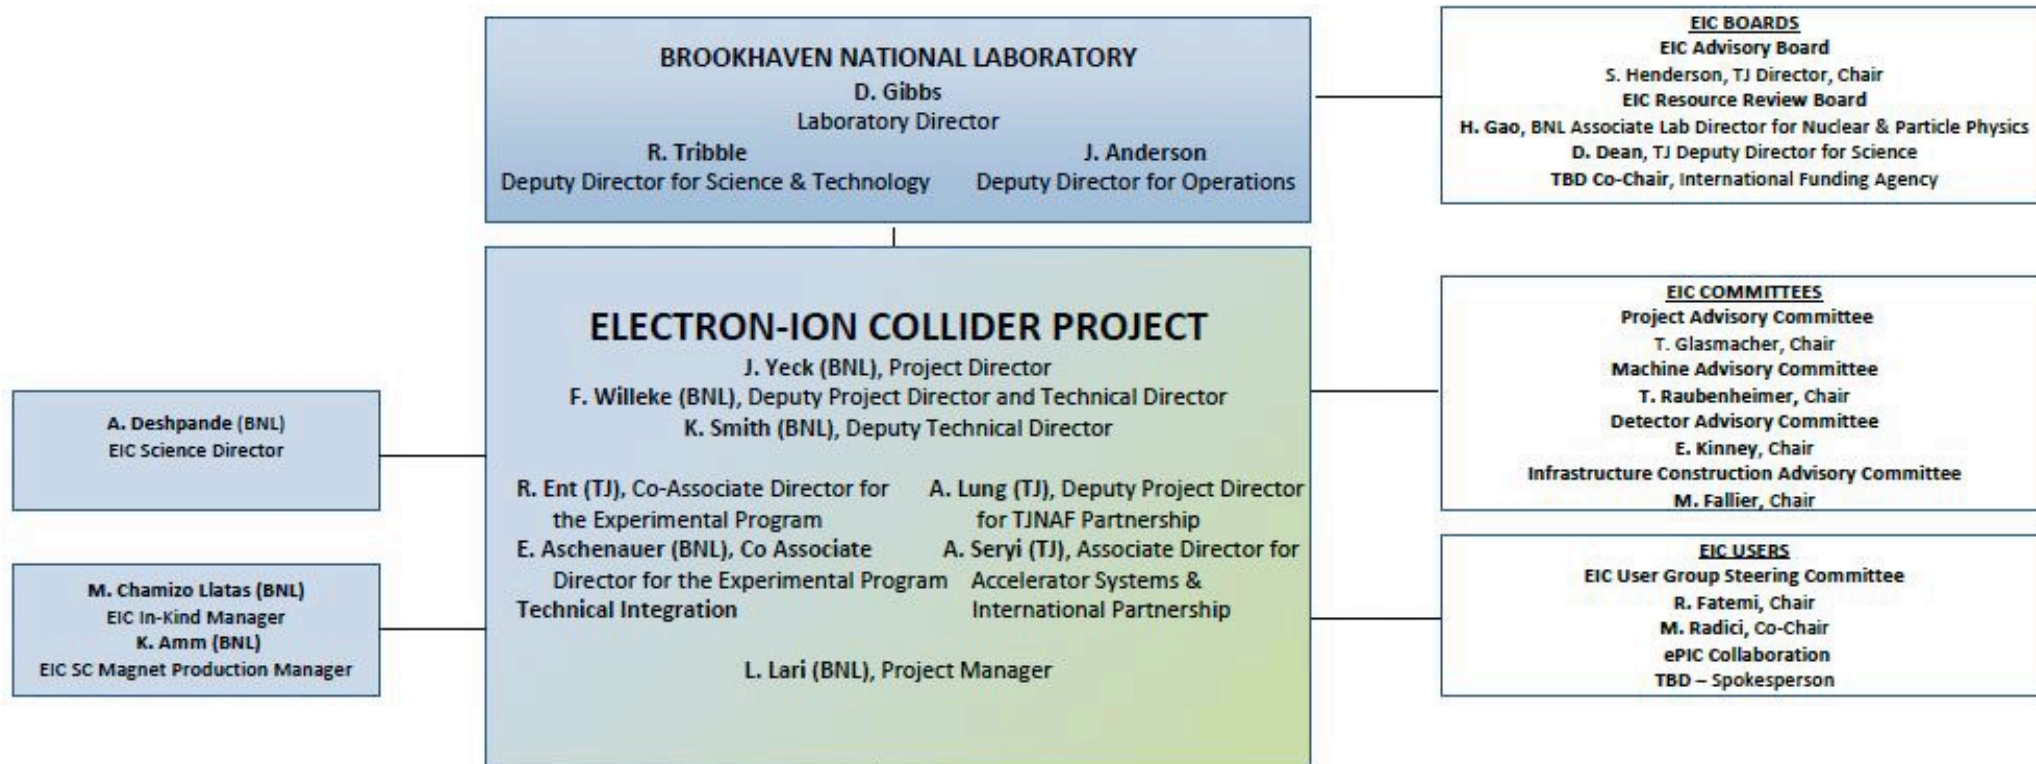 BROOKHAVEN NATIONAL LABORATORY
D. Gibbs
Laboratory Director
R. Tribble
Deputy Director for Science & Technology
J. Anderson
Deputy Director for Operations
EIC BOARDS
EIC Advisory Board
S. Henderson, TJ Director, Chair
EIC Resource Review Board
H. Gao, BNL Associate Lab Director for Nuclear & Particle Physics
D. Dean, TJ Deputy Director for Science
TBD Co-Chair, International Funding Agency
ELECTRON-ION COLLIDER PROJECT
J. Yeck (BNL), Project Director
F. Willeke (BNL), Deputy Project Director and Technical Director
K. Smith (BNL), Deputy Technical Director
R. Ent (TJ), Co-Associate Director for
the Experimental Program
E. Aschenauer (BNL), Co Associate
Director for the Experimental Program
Technical Integration
A. Lung (TJ), Deputy Project Director
for TJNAF Partnership
A. Seryi (TJ), Associate Director for
Accelerator Systems &
International Partnership
L. Lari (BNL), Project Manager
A. Deshpande (BNL)
EIC Science Director
M. Chamizo Llatas (BNL)
EIC In-Kind Manager
K. Amm (BNL)
EIC SC Magnet Production Manager
EIC COMMITTEES
Project Advisory Committee
T. Glasmacher, Chair
Machine Advisory Committee
T. Raubenheimer, Chair
Detector Advisory Committee
E. Kinney, Chair
Infrastructure Construction Advisory Committee
M. Fallier, Chair
EIC USERS
EIC User Group Steering Committee
R. Fatemi, Chair
M. Radici, Co-Chair
ePIC Collaboration
TBD – Spokesperson